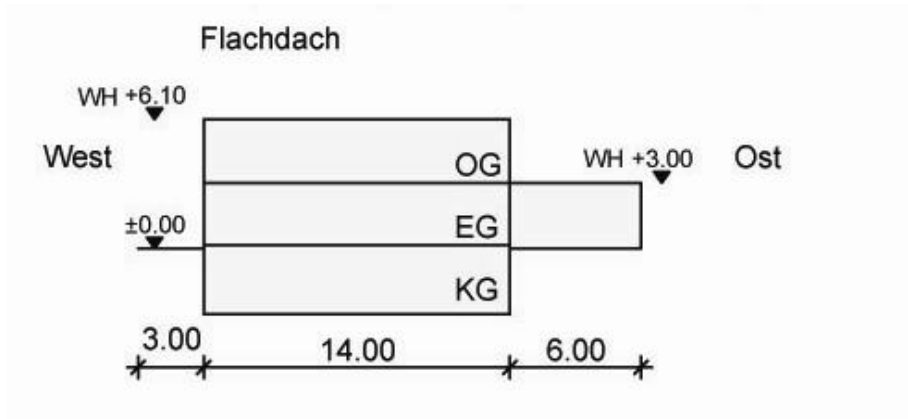 Flachdach
WH +6.10
West
OG
WH +3.00
Ost
±0.00
EG
KG
3.00
14.00
6.00